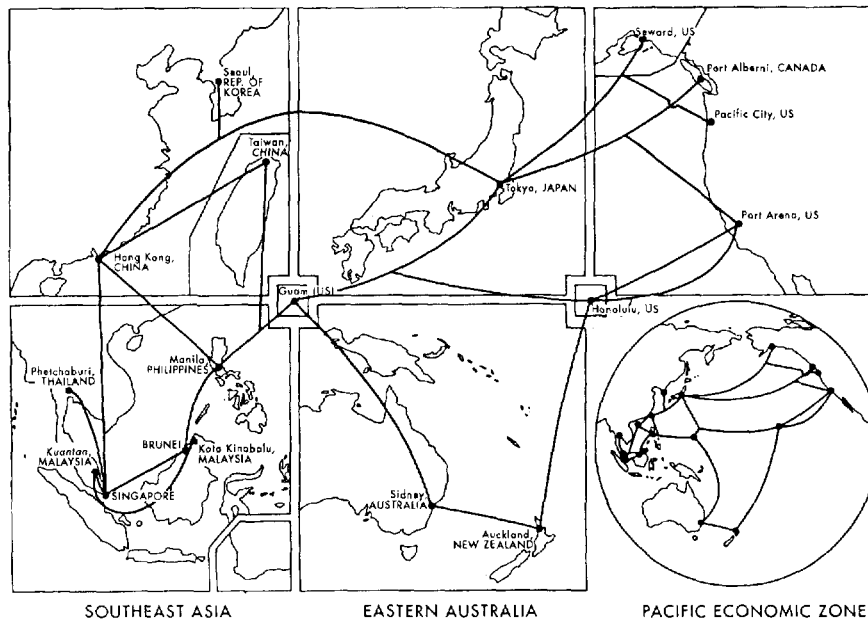 Seward, US
Port Alberni, CANADA
Pacific City, US
Seoul
REP. OF
KOREA
Taiwan,
CHINA
Tokyo, JAPAN
Port Arena, US
Hong Kong,
CHINA
Guam (US)
Honolulu, US
Manila
PHILIPPINES
Phetchaburi,
THAILAND
BRUNEI
Kota Kinabalu,
MALAYSIA
Kuantan,
MALAYSIA
SINGAPORE
Sidney
AUSTRALIA
Auckland,
NEW ZEALAND
SOUTHEAST ASIA
EASTERN AUSTRALIA
PACIFIC ECONOMIC ZONE